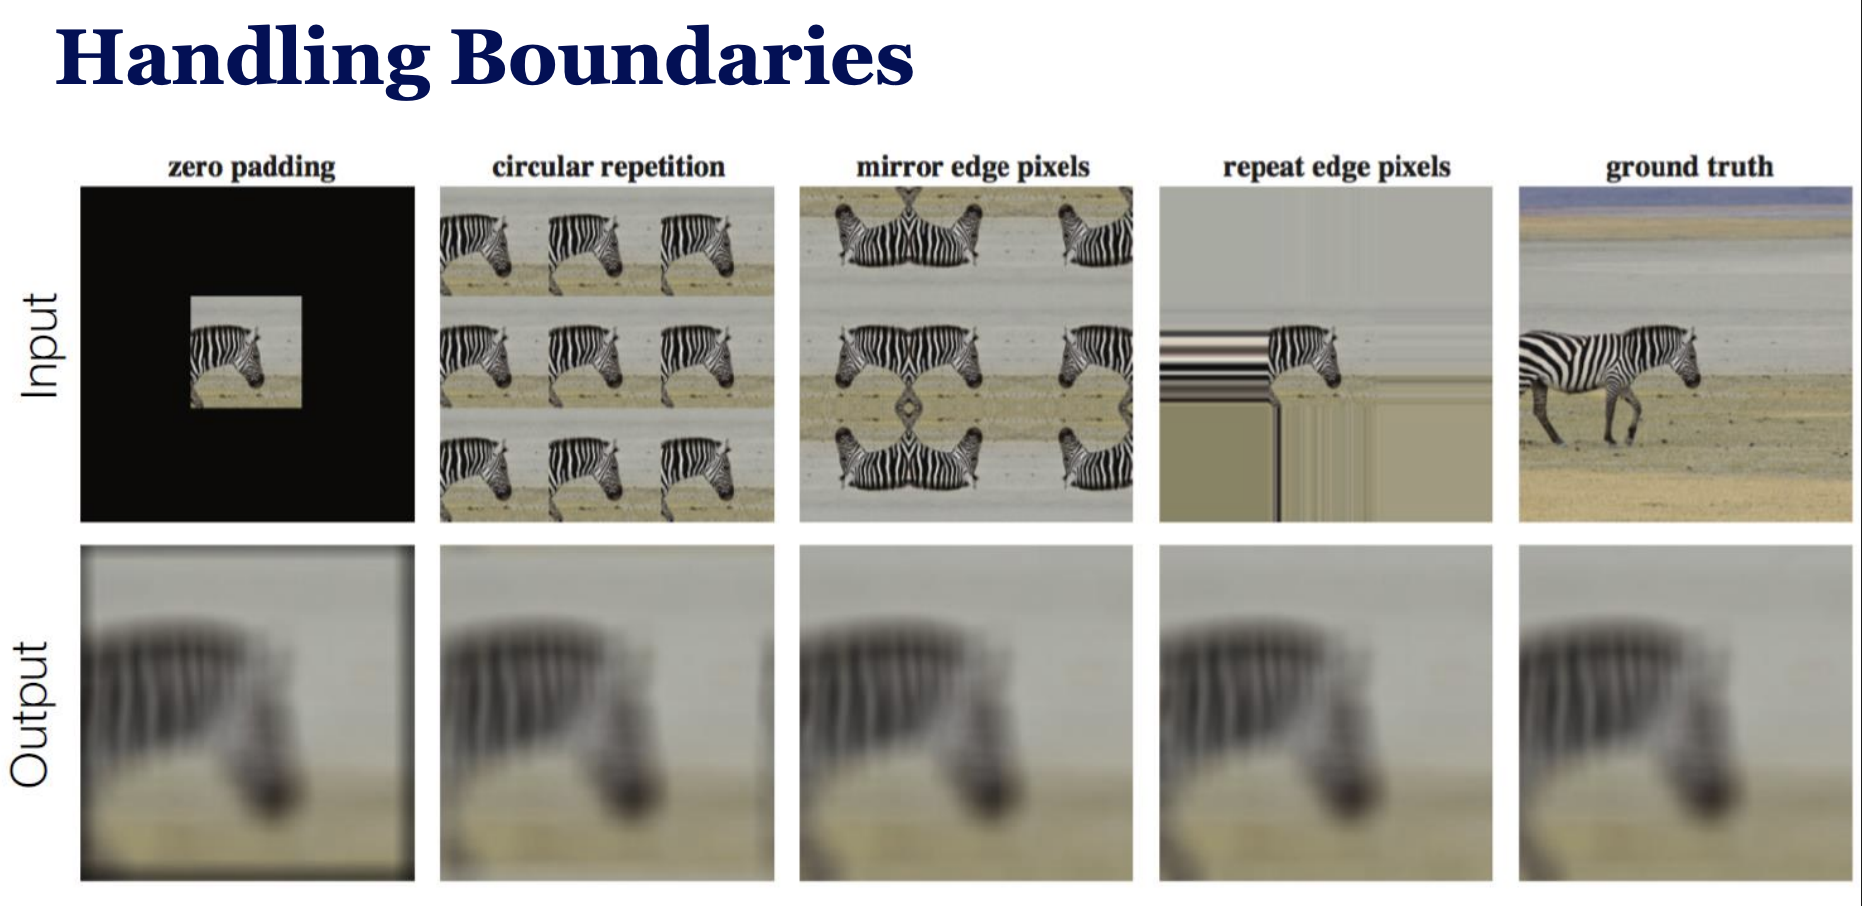 Handling Boundaries
zero padding
circular repetition
mirror edge pixels
repeat edge pixels
ground truth
Input
Output